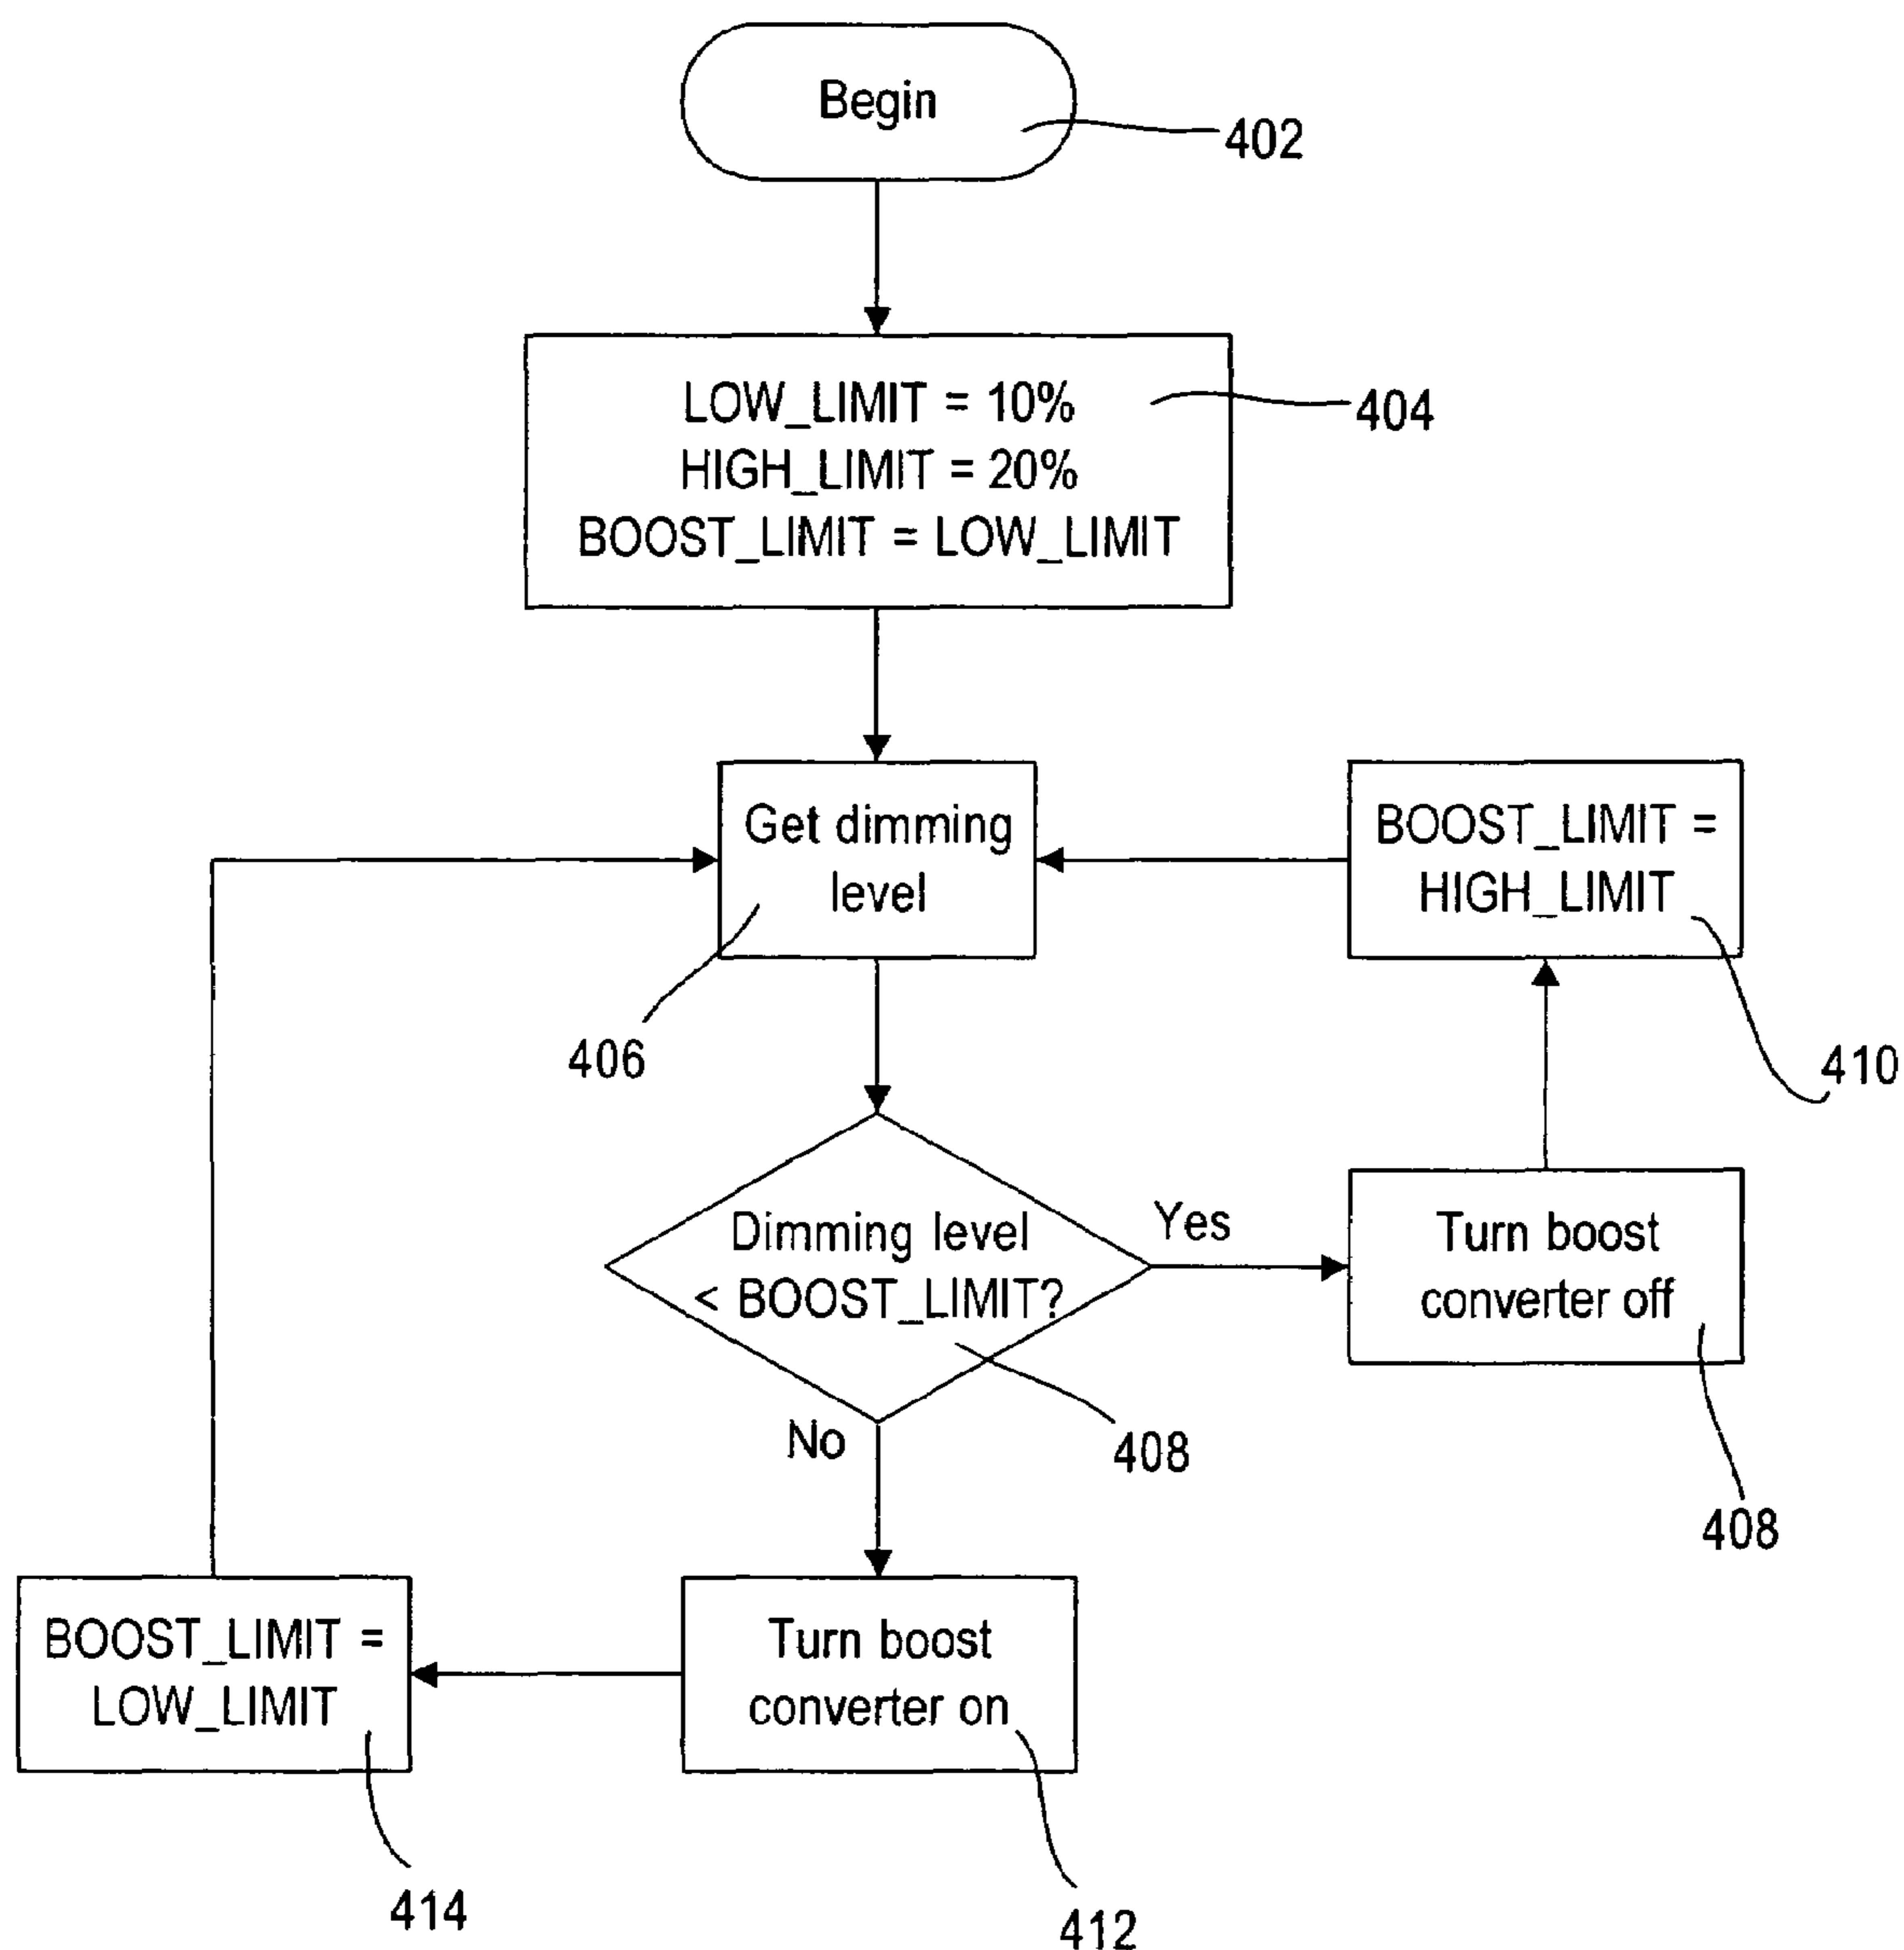 Begin
402
LOW_LIMIT = 10%
HIGH_LIMIT = 20%
BOOST_LIMIT = LOW_LIMIT
404
Get dimming
level
406
BOOST_LIMIT =
HIGH_LIMIT
410
Dimming level
< BOOST_LIMIT?
408
Yes
No
Turn boost
converter off
408
Turn boost
converter on
412
BOOST_LIMIT =
LOW_LIMIT
414